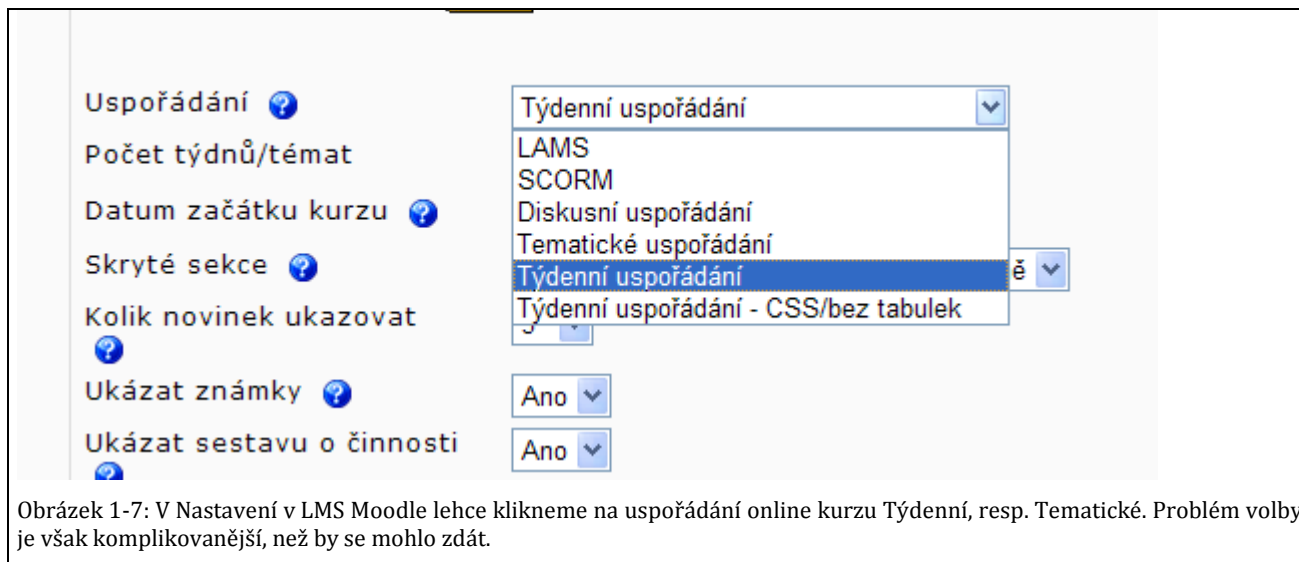 Uspořádání
Týdenní uspořádání
LAMS
SCORM
Diskusní uspořádání
Tematické uspořádání
Týdenní uspořádání
Týdenní uspořádání - CSS/bez tabulek
Počet týdnů/témat
Datum začátku kurzu
Skryté sekce
ě
Kolik novinek ukazovat
Ukázat známky
Ano
Ukázat sestavu o činnosti
Ano
Obrázek 1-7: V Nastavení v LMS Moodle lehce klikneme na uspořádání online kurzu Týdenní, resp. Tematické. Problém volby
je však komplikovanější, než by se mohlo zdát.